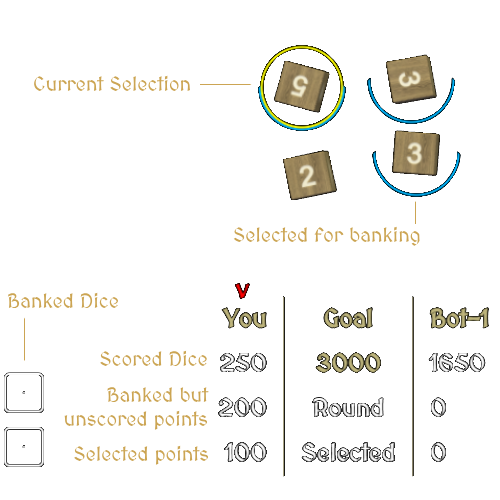 Current Selection
5
3
2
3
Selected for banking
v
Banked Dice
You Goal Bot-1
Scored Dice 250 3000 1650
Banked but
unscored points 200 Round 0
Selected points 100 Selected 0